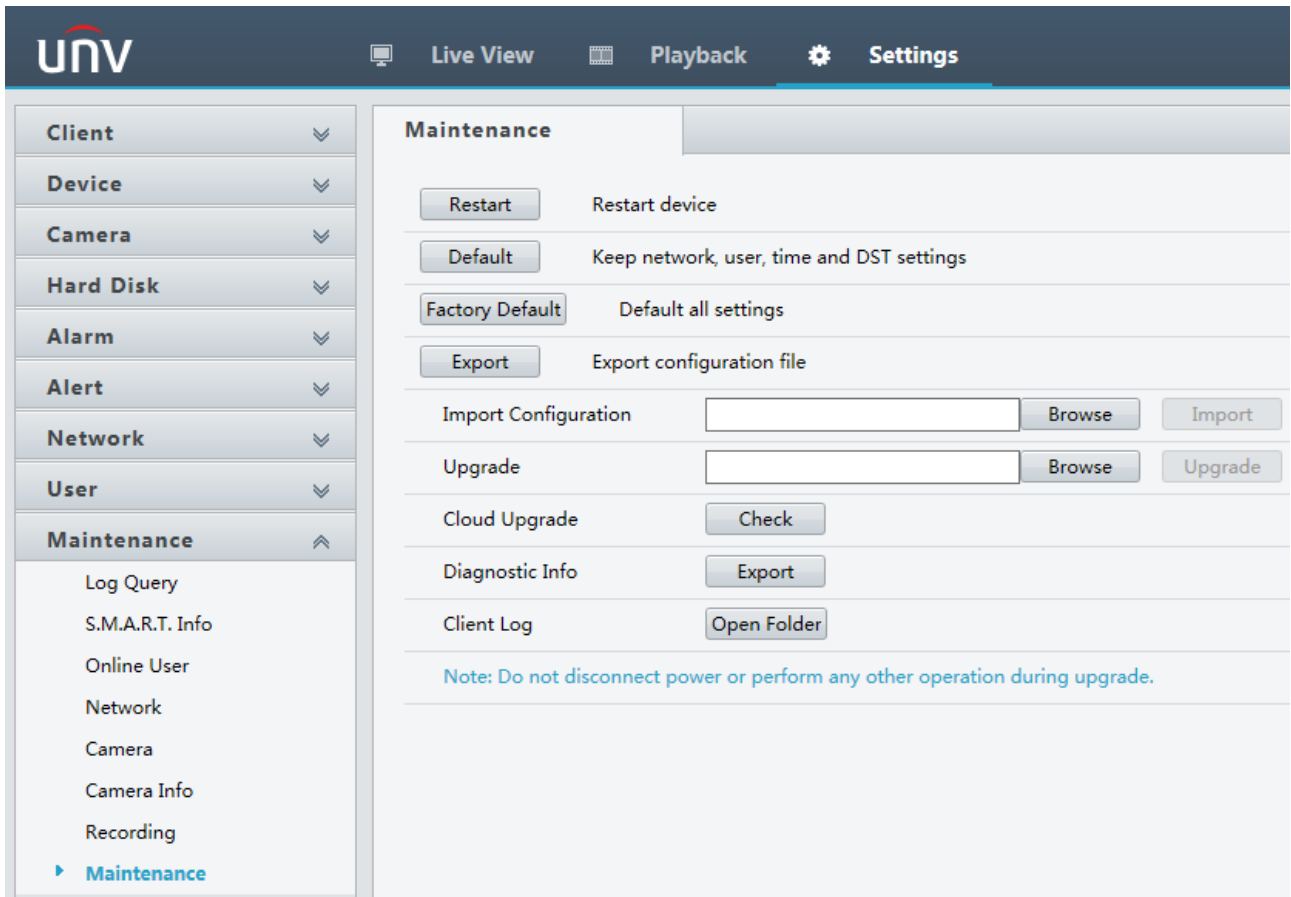 unv
Live View Playback Settings
Client
Device
Camera
Hard Disk
Alarm
Alert
Network
User
Maintenance
Log Query
S.M.A.R.T. Info
Online User
Network
Camera
Camera Info
Recording
Maintenance
Maintenance
Restart Restart device
Default Keep network, user, time and DST settings
Factory Default Default all settings
Export Export configuration file
Import Configuration Browse Import
Upgrade Browse Upgrade
Cloud Upgrade Check
Diagnostic Info Export
Client Log Open Folder
Note: Do not disconnect power or perform any other operation during upgrade.